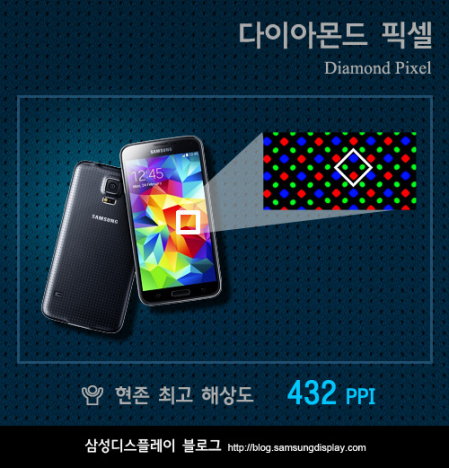 다이아몬드 픽셀
Diamond Pixel
12:45
SAMSUNG
SAMSUNG
현존 최고 해상도 432 PPI
삼성디스플레이 블로그 http://blog.samsungdisplay.com